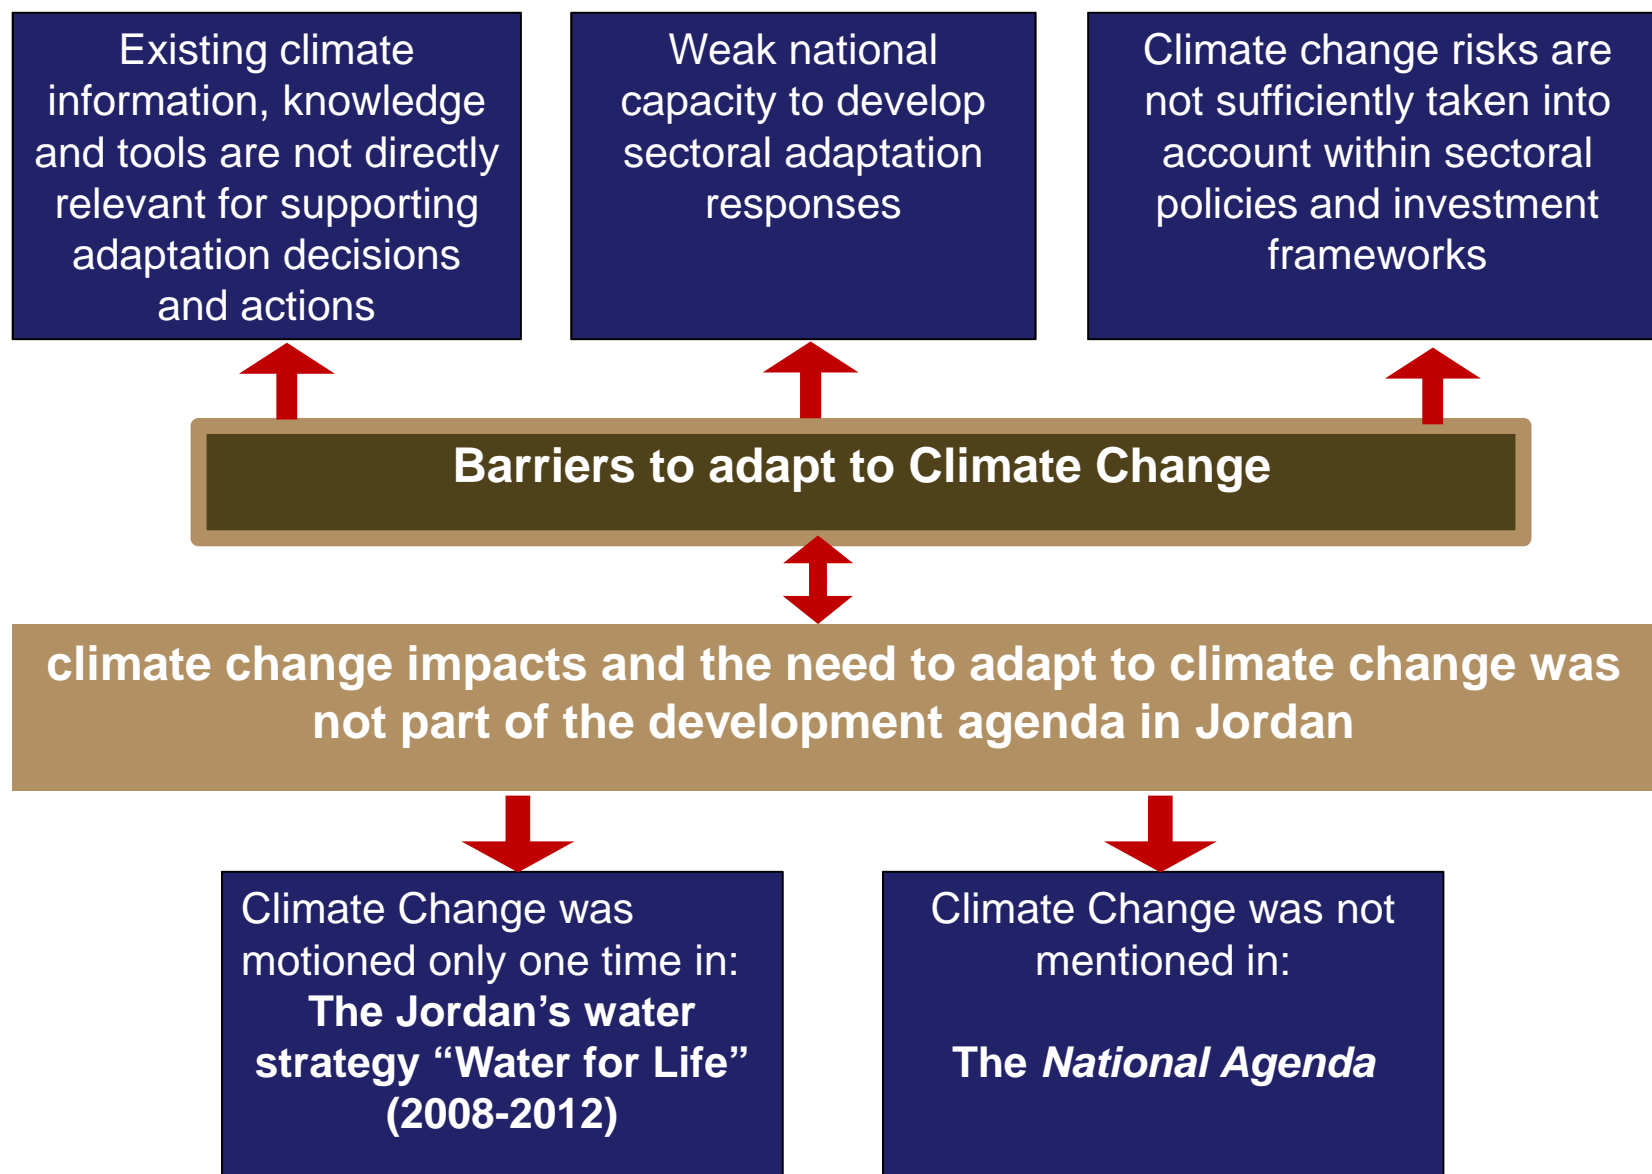 Existing climate
information, knowledge
and tools are not directly
relevant for supporting
adaptation decisions
and actions
Weak national
capacity to develop
sectoral adaptation
responses
Climate change risks are
not sufficiently taken into
account within sectoral
policies and investment
frameworks
Barriers to adapt to Climate Change
climate change impacts and the need to adapt to climate change was
not part of the development agenda in Jordan
Climate Change was
motioned only one time in:
The Jordan’s water
strategy “Water for Life”
(2008-2012)
Climate Change was not
mentioned in:
The National Agenda